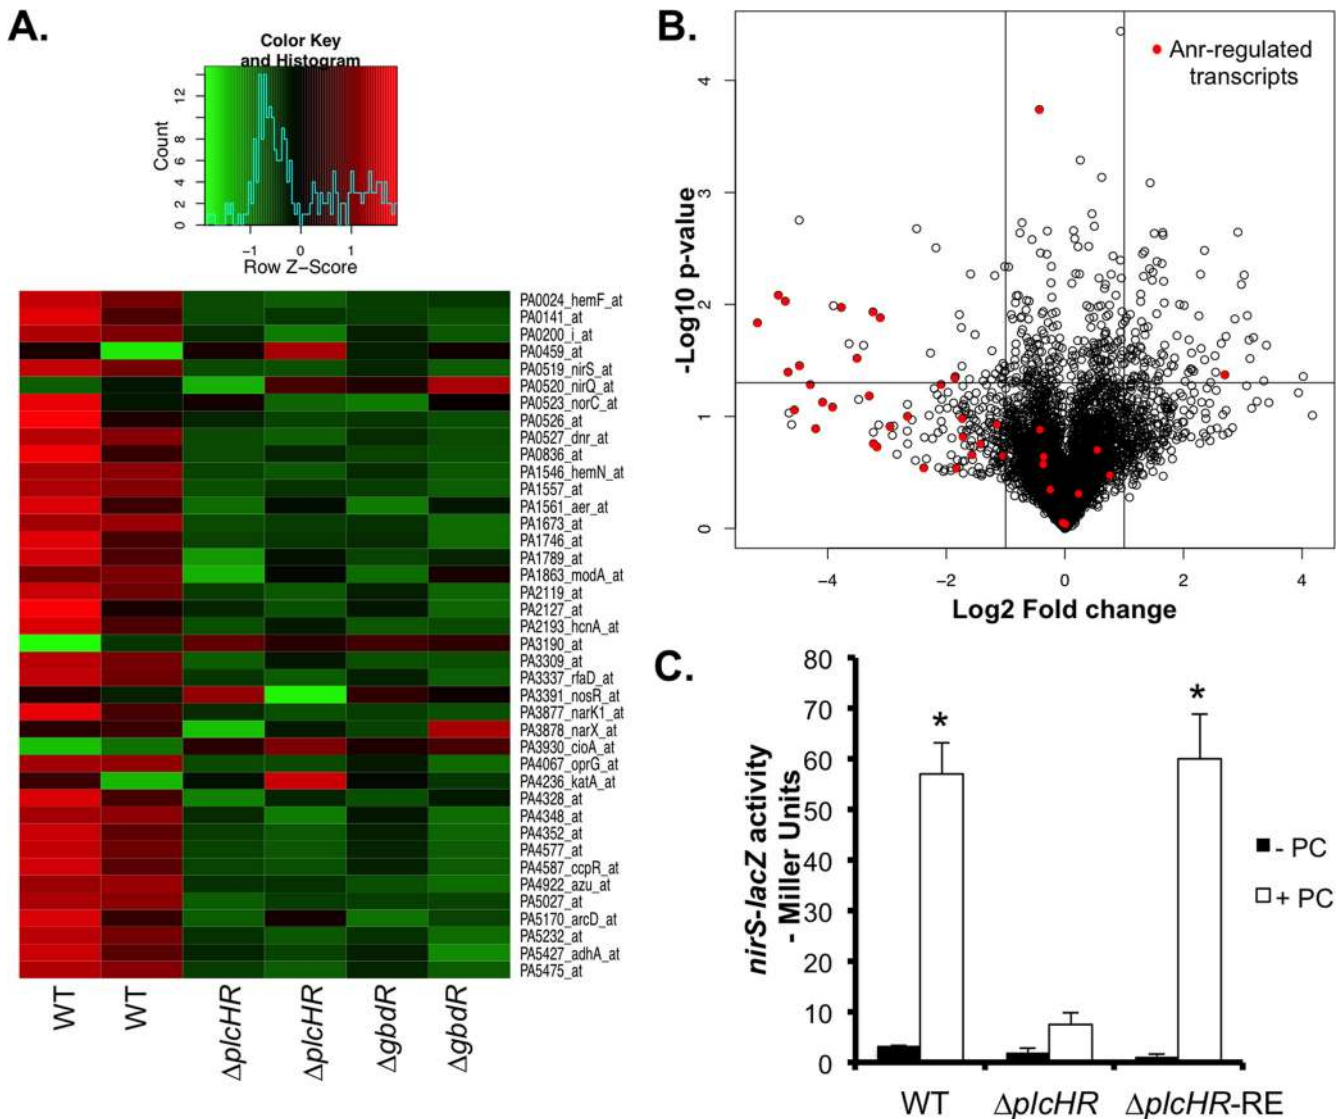 A.
Color Key
and Histogram
Count
0 2 4 6 8 12
-1 0 1
Row Z-Score
PA0024_hemF_at
PA0141_at
PA0200_i_at
PA0459_at
PA0519_nirS_at
PA0520_nirQ_at
PA0523_norC_at
PA0526_at
PA0527_dnr_at
PA0836_at
PA1546_hemN_at
PA1557_at
PA1561_aer_at
PA1673_at
PA1746_at
PA1789_at
PA1863_modA_at
PA2119_at
PA2127_at
PA2193_hcnA_at
PA3190_at
PA3309_at
PA3337_rfaD_at
PA3391_nosR_at
PA3877_narK1_at
PA3878_narX_at
PA3930_cioA_at
PA4067_oprG_at
PA4236_katA_at
PA4328_at
PA4348_at
PA4352_at
PA4577_at
PA4587_ccpR_at
PA4922_azu_at
PA5027_at
PA5170_arcD_at
PA5232_at
PA5427_adhA_at
PA5475_at
WT
WT
ΔplcHR
ΔplcHR
ΔgbdR
ΔgbdR
B.
Anr-regulated
transcripts
-Log10 p-value
0 1 2 3 4
-4 -2 0 2 4
Log2 Fold change
C.
nirS-lacZ activity
- Miller Units
80
70
60
50
40
30
20
10
0
*
*
- PC
+ PC
WT ΔplcHR ΔplcHR-RE